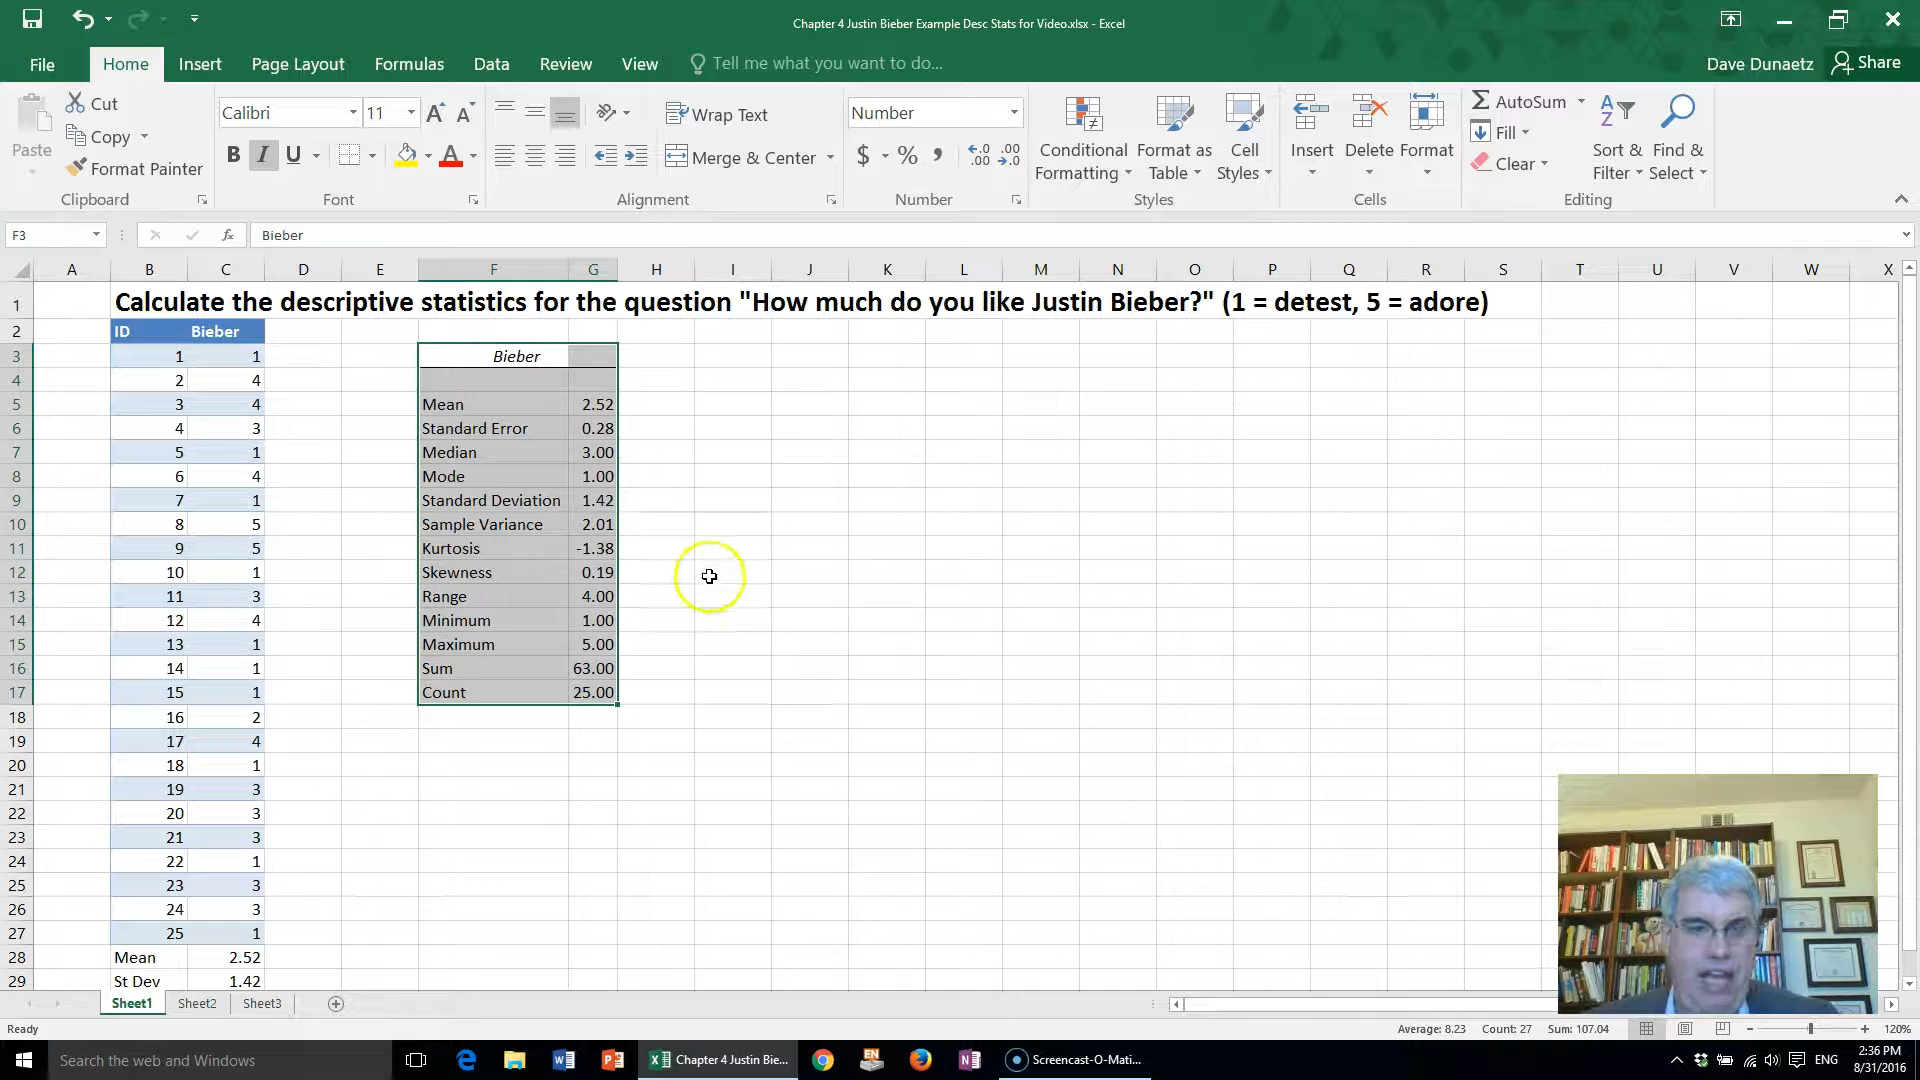 Chapter 4 Justin Bieber Example Desc Stats for Video.xlsx - Excel
File Home Insert Page Layout Formulas Data Review View Tell me what you want to do... Dave Dunaetz Share
Paste Cut Copy Format Painter Clipboard
Calibri 11 B I U Font
Wrap Text Merge & Center Alignment
Number $ % Number
Conditional Formatting Format as Table Cell Styles Styles
Insert Delete Format Cells
AutoSum Fill Clear Sort & Filter Find & Select Editing
F3 fx Bieber
A B C D E F G H I J K L M N O P Q R S T U V W X
1 Calculate the descriptive statistics for the question "How much do you like Justin Bieber?" (1 = detest, 5 = adore)
2 ID Bieber
3 1 1 Bieber
4 2 4
5 3 4 Mean 2.52
6 4 3 Standard Error 0.28
7 5 1 Median 3.00
8 6 4 Mode 1.00
9 7 1 Standard Deviation 1.42
10 8 5 Sample Variance 2.01
11 9 5 Kurtosis -1.38
12 10 1 Skewness 0.19
13 11 3 Range 4.00
14 12 4 Minimum 1.00
15 13 1 Maximum 5.00
16 14 1 Sum 63.00
17 15 1 Count 25.00
18 16 2
19 17 4
20 18 1
21 19 3
22 20 3
23 21 3
24 22 1
25 23 3
26 24 3
27 25 1
28 Mean 2.52
29 St Dev 1.42
Sheet1 Sheet2 Sheet3
Ready Average: 8.23 Count: 27 Sum: 107.04 120%
Search the web and Windows Chapter 4 Justin Bie... Screencast-O-Mati... ENG 2:36 PM
8/31/2016